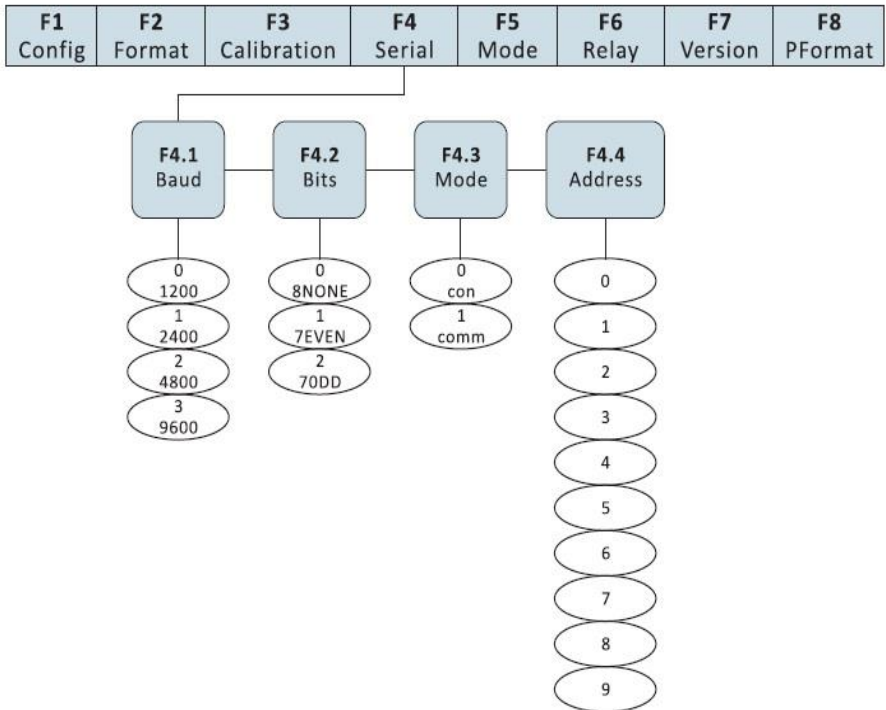 F1 F2 F3 F4 F5 F6 F7 F8
Config Format Calibration Serial Mode Relay Version PFormat
F4.1
Baud
F4.2
Bits
F4.3
Mode
F4.4
Address
0
1200
1
2400
2
4800
3
9600
0
8NONE
1
7EVEN
2
70DD
0
con
1
comm
0
1
2
3
4
5
6
7
8
9